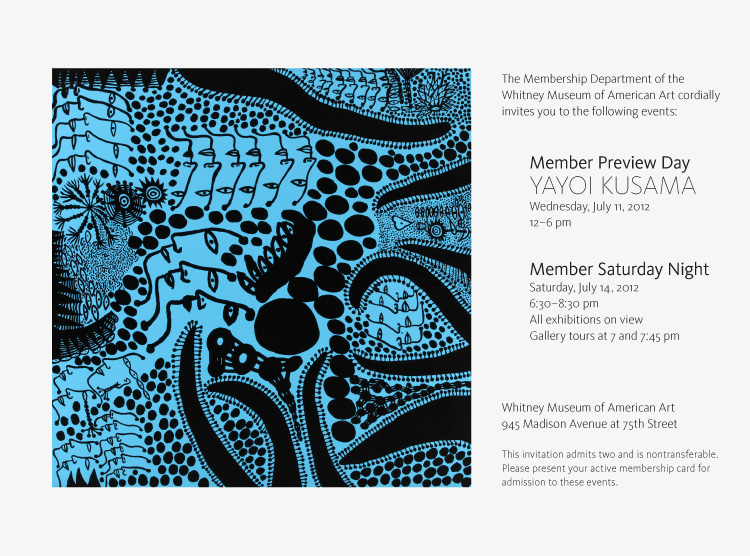 The Membership Department of the
Whitney Museum of American Art cordially
invites you to the following events:
Member Preview Day
YAYOI KUSAMA
Wednesday, July 11, 2012
12–6 pm
Member Saturday Night
Saturday, July 14, 2012
6:30–8:30 pm
All exhibitions on view
Gallery tours at 7 and 7:45 pm
Whitney Museum of American Art
945 Madison Avenue at 75th Street
This invitation admits two and is nontransferable.
Please present your active membership card for
admission to these events.